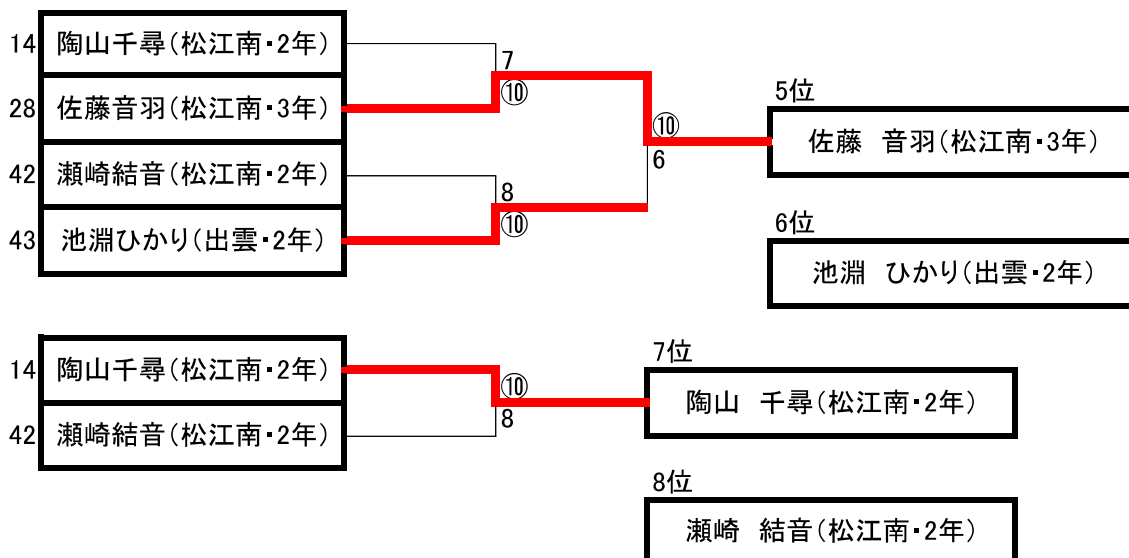 14 陶山千尋(松江南・2年)
7
28 佐藤音羽(松江南・3年)
⑩
42 瀬崎結音(松江南・2年)
8
43 池淵ひかり(出雲・2年)
⑩
⑩
6
5位
佐藤　音羽(松江南・3年)
6位
池淵　ひかり(出雲・2年)
14 陶山千尋(松江南・2年)
⑩
42 瀬崎結音(松江南・2年)
8
7位
陶山　千尋(松江南・2年)
8位
瀬崎　結音(松江南・2年)